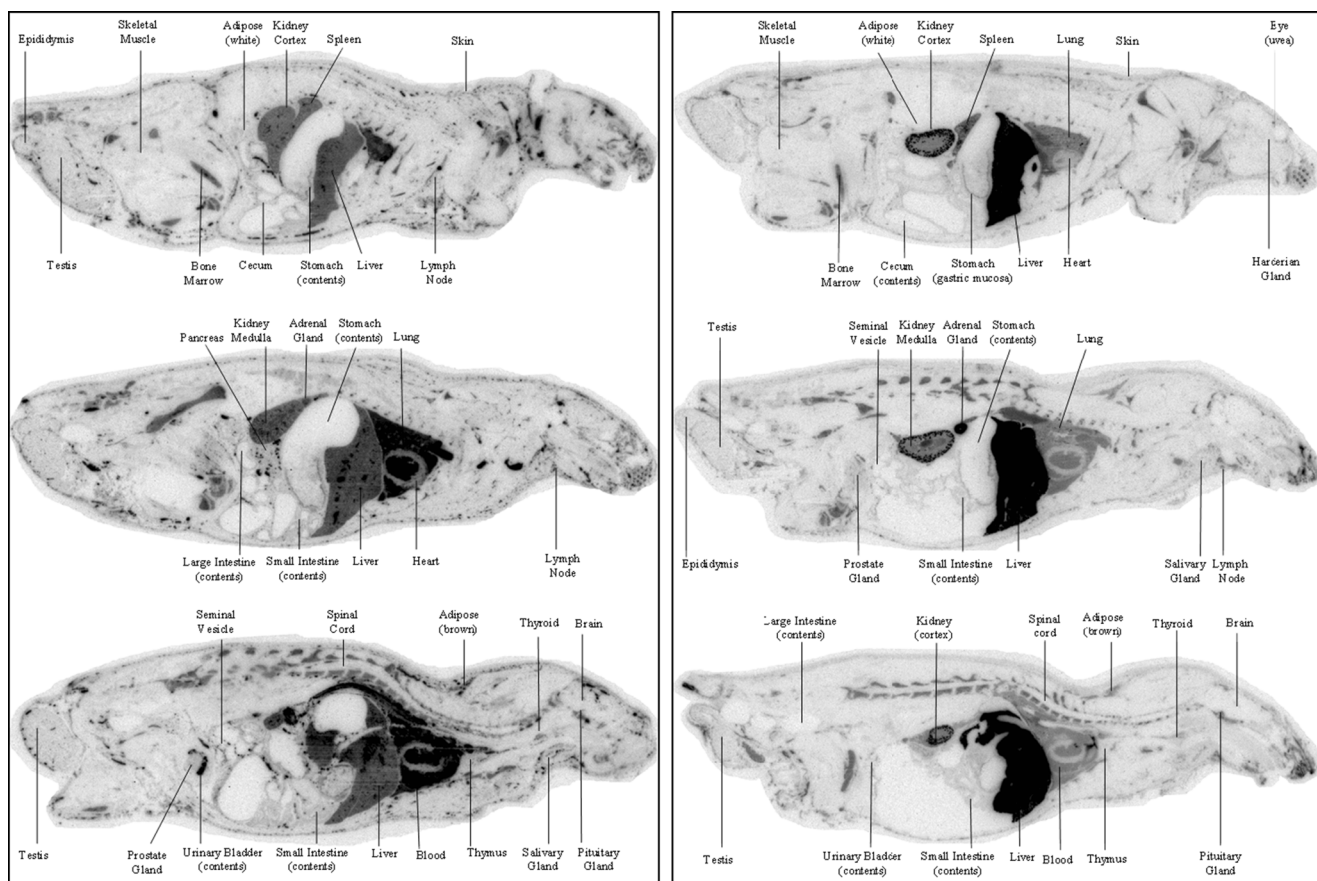 Epididymis
Skeletal
Muscle
Adipose
(white)
Kidney
Cortex
Spleen
Skin
Testis
Bone
Marrow
Cecum
Stomach
(contents)
Liver
Lymph
Node
Pancreas
Kidney
Medulla
Adrenal
Gland
Stomach
(contents)
Lung
Large Intestine
(contents)
Small Intestine
(contents)
Liver
Heart
Lymph
Node
Seminal
Vesicle
Spinal
Cord
Adipose
(brown)
Thyroid
Brain
Testis
Prostate
Gland
Urinary Bladder
(contents)
Small Intestine
(contents)
Liver
Blood
Thymus
Salivary
Gland
Pituitary
Gland
Skeletal
Muscle
Adipose
(white)
Kidney
Cortex
Spleen
Lung
Skin
Eye
(uvea)
Bone
Marrow
Cecum
(contents)
Stomach
(gastric mucosa)
Liver
Heart
Harderian
Gland
Testis
Seminal
Vesicle
Kidney
Medulla
Adrenal
Gland
Stomach
(contents)
Lung
Epididymis
Prostate
Gland
Small Intestine
(contents)
Liver
Salivary
Gland
Lymph
Node
Large Intestine
(contents)
Kidney
(cortex)
Spinal
cord
Adipose
(brown)
Thyroid
Brain
Testis
Urinary Bladder
(contents)
Small Intestine
(contents)
Liver
Blood
Thymus
Pituitary
Gland